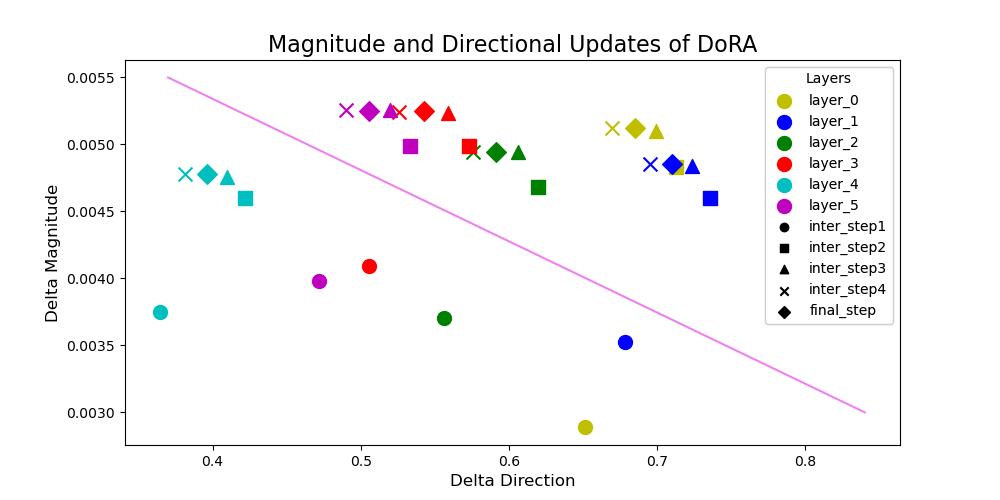 Magnitude and Directional Updates of DoRA
Delta Magnitude
0.0055
0.0050
0.0045
0.0040
0.0035
0.0030
0.4
0.5
0.6
0.7
0.8
Delta Direction
Layers
layer_0
layer_1
layer_2
layer_3
layer_4
layer_5
inter_step1
inter_step2
inter_step3
inter_step4
final_step